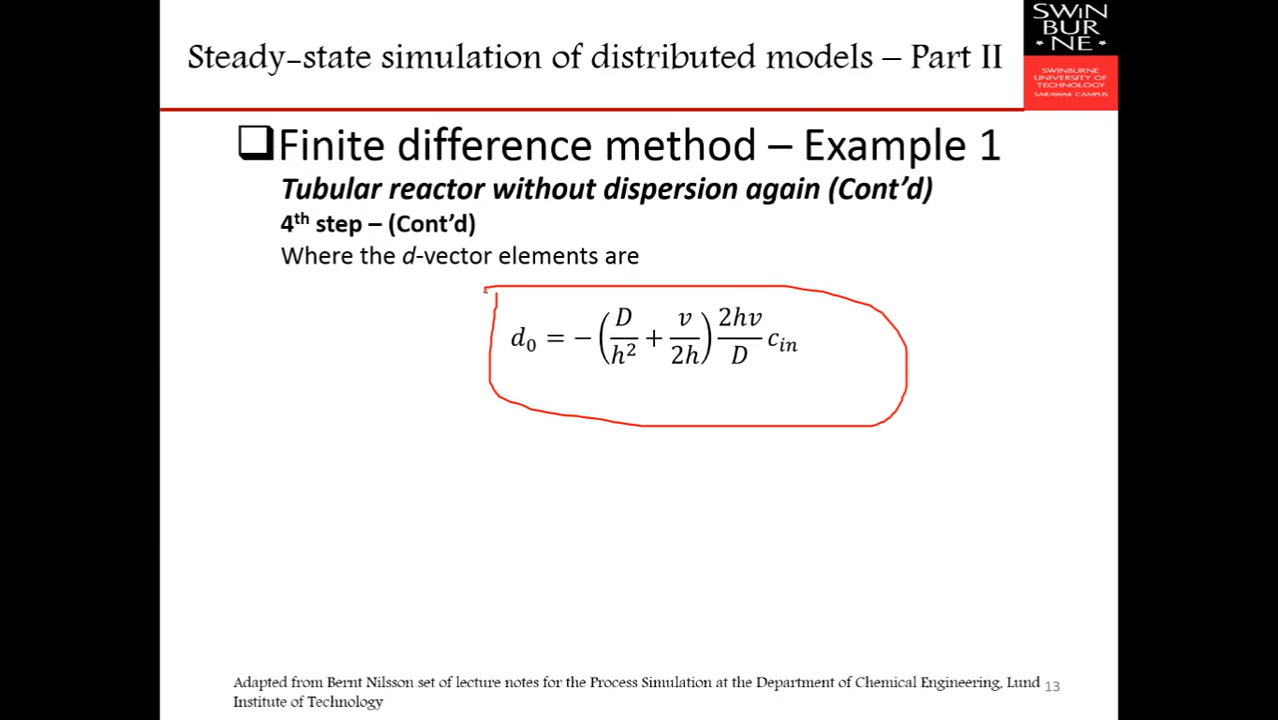 Steady-state simulation of distributed models – Part II
SWIN
BUR
* NE *
SWINBURNE
UNIVERSITY OF
TECHNOLOGY
SARAWAK CAMPUS
❑Finite difference method – Example 1
Tubular reactor without dispersion again (Cont’d)
4th step – (Cont’d)
Where the d-vector elements are
d₀ = −(D/h² + v/2h) 2hv/D c_in
Adapted from Bernt Nilsson set of lecture notes for the Process Simulation at the Department of Chemical Engineering, Lund
Institute of Technology
13